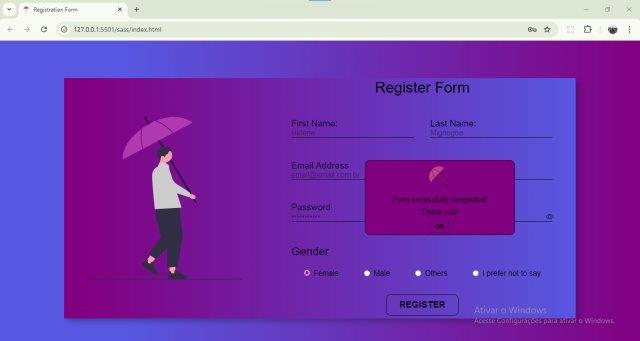 Registration Form
127.0.0.1:5501/sass/index.html
Register Form
First Name:
Last Name:
Helena
Mignogna
Email Address
email@email.com.br
Password
Form successfully completed!
Thank you!
OK
Gender
Female
Male
Others
I prefer not to say
REGISTER
Ativar o Windows
Acesse Configurações para ativar o Windows.